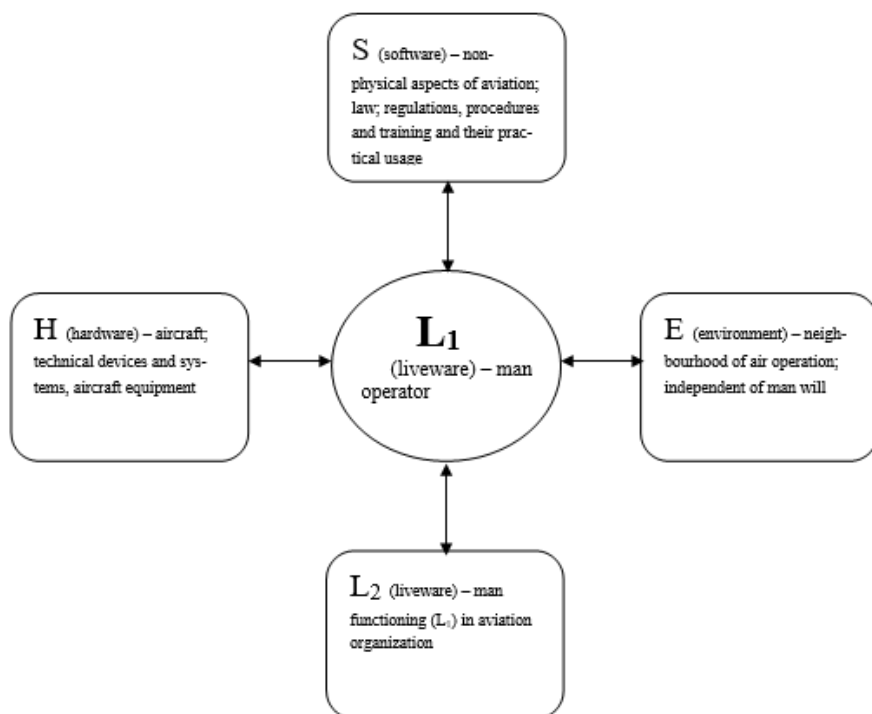 S (software) – non-
physical aspects of aviation;
law; regulations, procedures
and training and their prac-
tical usage
H (hardware) – aircraft;
technical devices and sys-
tems, aircraft equipment
L₁
(liveware) – man
operator
E (environment) – neigh-
bourhood of air operation;
independent of man will
L₂ (liveware) – man
functioning (L₁) in aviation
organization